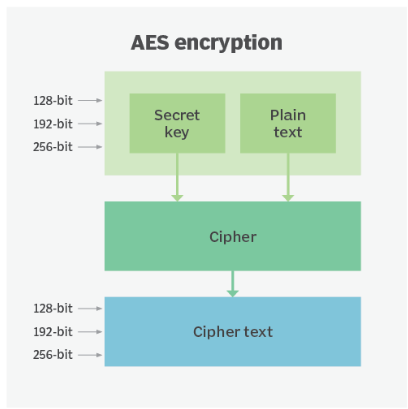 AES encryption
128-bit
192-bit
256-bit
Secret
key
Plain
text
Cipher
128-bit
192-bit
256-bit
Cipher text